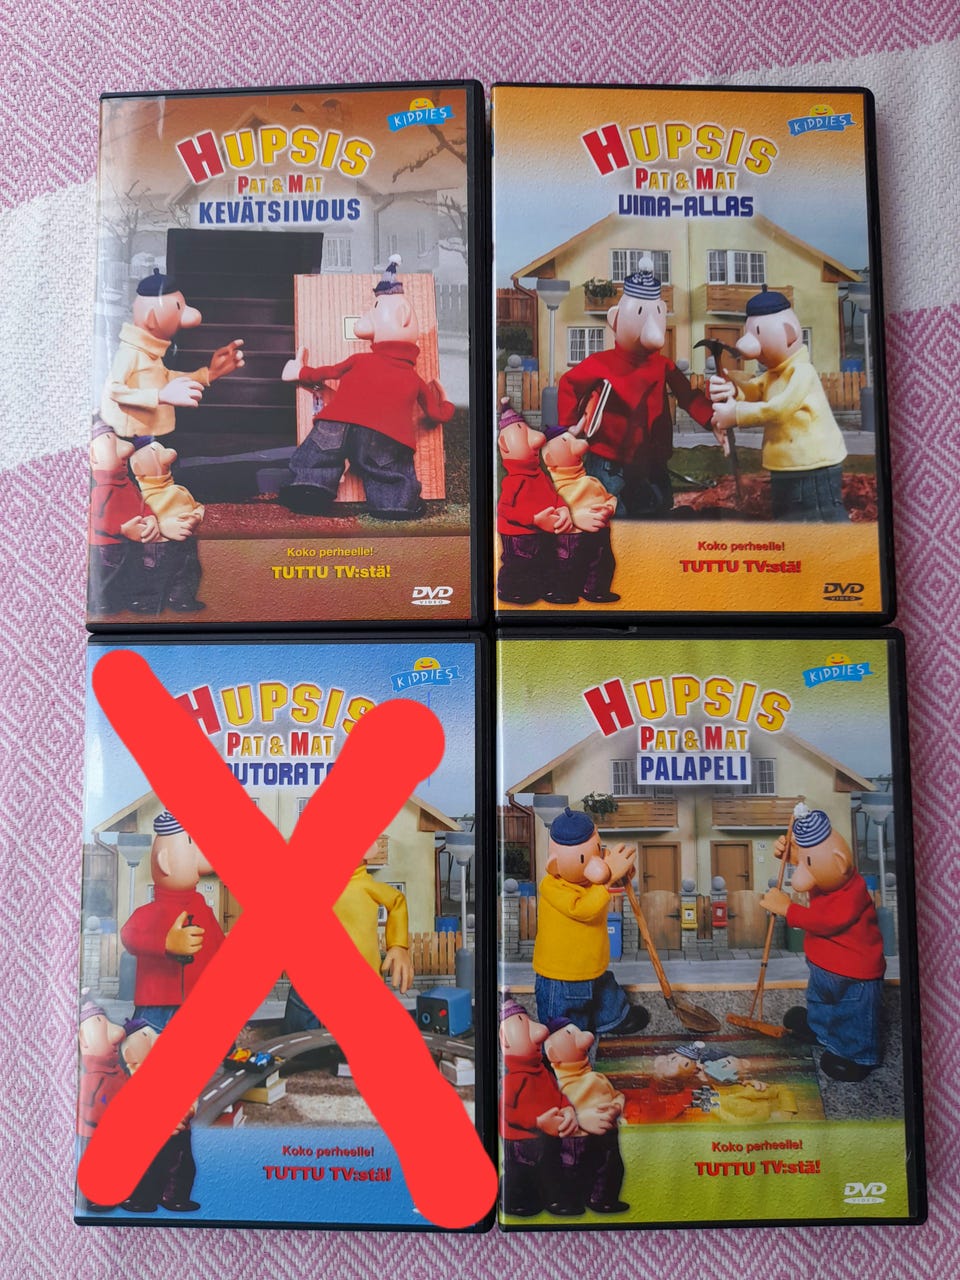 KIDDIES
HUPSIS
PAT & MAT
KEVÄTSIIVOUS
Koko perheelle!
TUTTU TV:stä!
DVD
VIDEO
KIDDIES
HUPSIS
PAT & MAT
UIMA-ALLAS
Koko perheelle!
TUTTU TV:stä!
DVD
VIDEO
KIDDIES
HUPSIS
PAT & MAT
Koko perheelle!
TUTTU TV:stä!
KIDDIES
HUPSIS
PAT & MAT
PALAPELI
Koko perheelle!
TUTTU TV:stä!
DVD
VIDEO